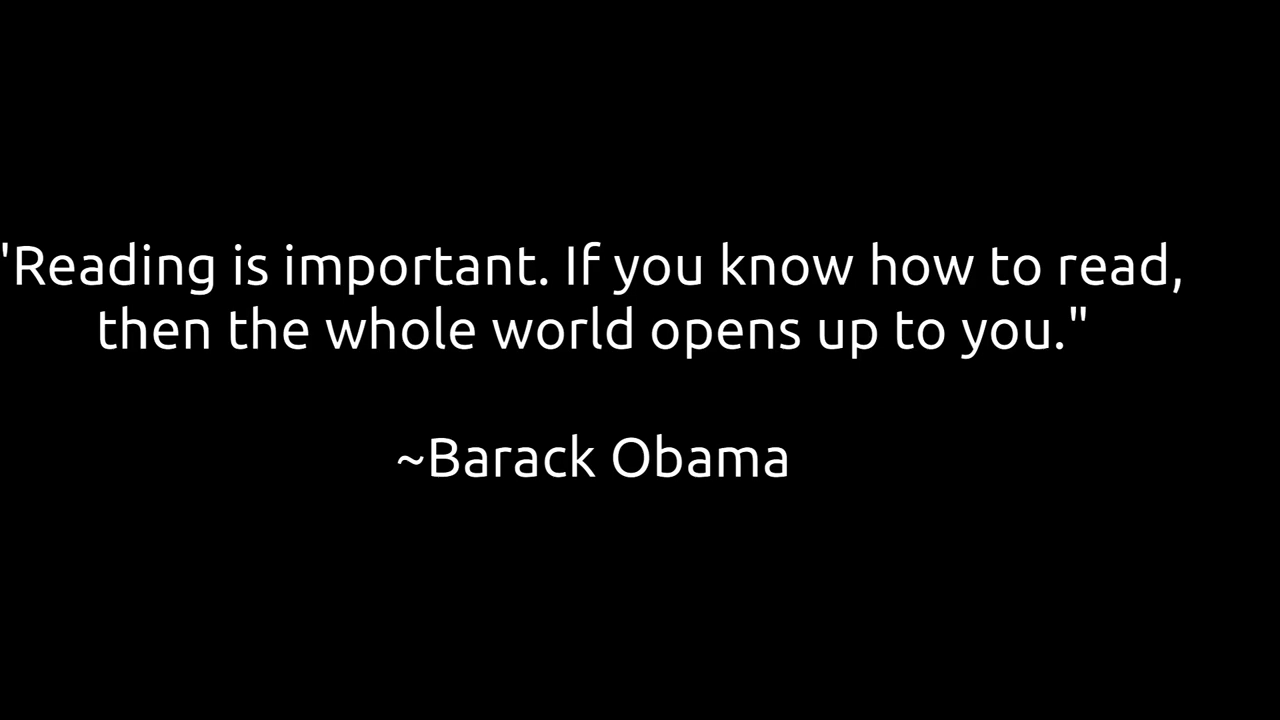 "Reading is important. If you know how to read,
then the whole world opens up to you."
~Barack Obama